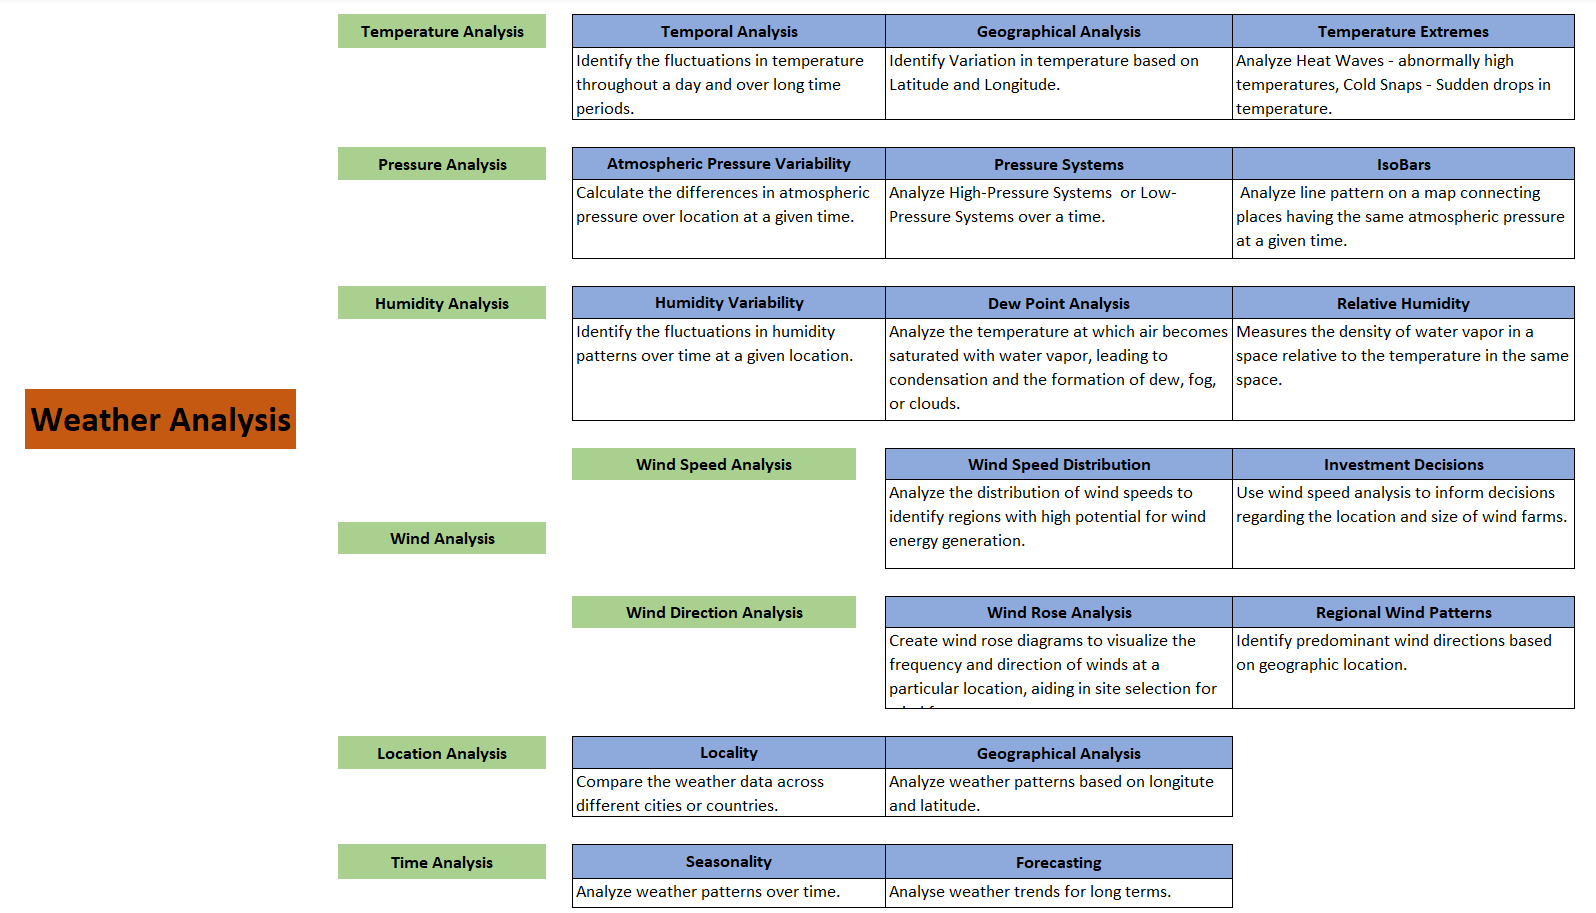 Weather Analysis
Temperature Analysis
Temporal Analysis
Identify the fluctuations in temperature
throughout a day and over long time
periods.
Geographical Analysis
Identify Variation in temperature based on
Latitude and Longitude.
Temperature Extremes
Analyze Heat Waves - abnormally high
temperatures, Cold Snaps - Sudden drops in
temperature.
Pressure Analysis
Atmospheric Pressure Variability
Calculate the differences in atmospheric
pressure over location at a given time.
Pressure Systems
Analyze High-Pressure Systems or Low-
Pressure Systems over a time.
IsoBars
Analyze line pattern on a map connecting
places having the same atmospheric pressure
at a given time.
Humidity Analysis
Humidity Variability
Identify the fluctuations in humidity
patterns over time at a given location.
Dew Point Analysis
Analyze the temperature at which air becomes
saturated with water vapor, leading to
condensation and the formation of dew, fog,
or clouds.
Relative Humidity
Measures the density of water vapor in a
space relative to the temperature in the same
space.
Wind Analysis
Wind Speed Analysis
Wind Speed Distribution
Analyze the distribution of wind speeds to
identify regions with high potential for wind
energy generation.
Investment Decisions
Use wind speed analysis to inform decisions
regarding the location and size of wind farms.
Wind Direction Analysis
Wind Rose Analysis
Create wind rose diagrams to visualize the
frequency and direction of winds at a
particular location, aiding in site selection for
Regional Wind Patterns
Identify predominant wind directions based
on geographic location.
Location Analysis
Locality
Compare the weather data across
different cities or countries.
Geographical Analysis
Analyze weather patterns based on longitute
and latitude.
Time Analysis
Seasonality
Analyze weather patterns over time.
Forecasting
Analyse weather trends for long terms.